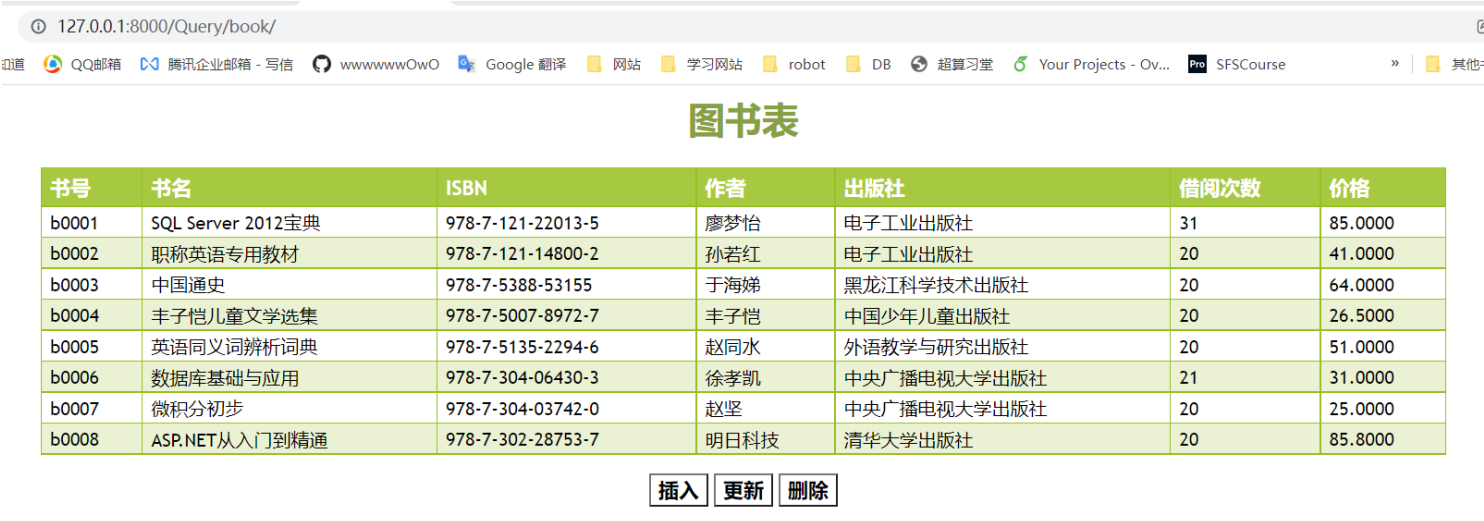 127.0.0.1:8000/Query/book/
知道 QQ邮箱 腾讯企业邮箱 - 写信 wwwwwwOwO Google 翻译 网站 学习网站 robot DB 超算习堂 Your Projects - Ov... Pro SFSCourse »
图书表
书号 书名 ISBN 作者 出版社 借阅次数 价格
b0001 SQL Server 2012宝典 978-7-121-22013-5 廖梦怡 电子工业出版社 31 85.0000
b0002 职称英语专用教材 978-7-121-14800-2 孙若红 电子工业出版社 20 41.0000
b0003 中国通史 978-7-5388-53155 于海娣 黑龙江科学技术出版社 20 64.0000
b0004 丰子恺儿童文学选集 978-7-5007-8972-7 丰子恺 中国少年儿童出版社 20 26.5000
b0005 英语同义词辨析词典 978-7-5135-2294-6 赵同水 外语教学与研究出版社 20 51.0000
b0006 数据库基础与应用 978-7-304-06430-3 徐孝凯 中央广播电视大学出版社 21 31.0000
b0007 微积分初步 978-7-304-03742-0 赵坚 中央广播电视大学出版社 20 25.0000
b0008 ASP.NET从入门到精通 978-7-302-28753-7 明日科技 清华大学出版社 20 85.8000
插入 更新 删除